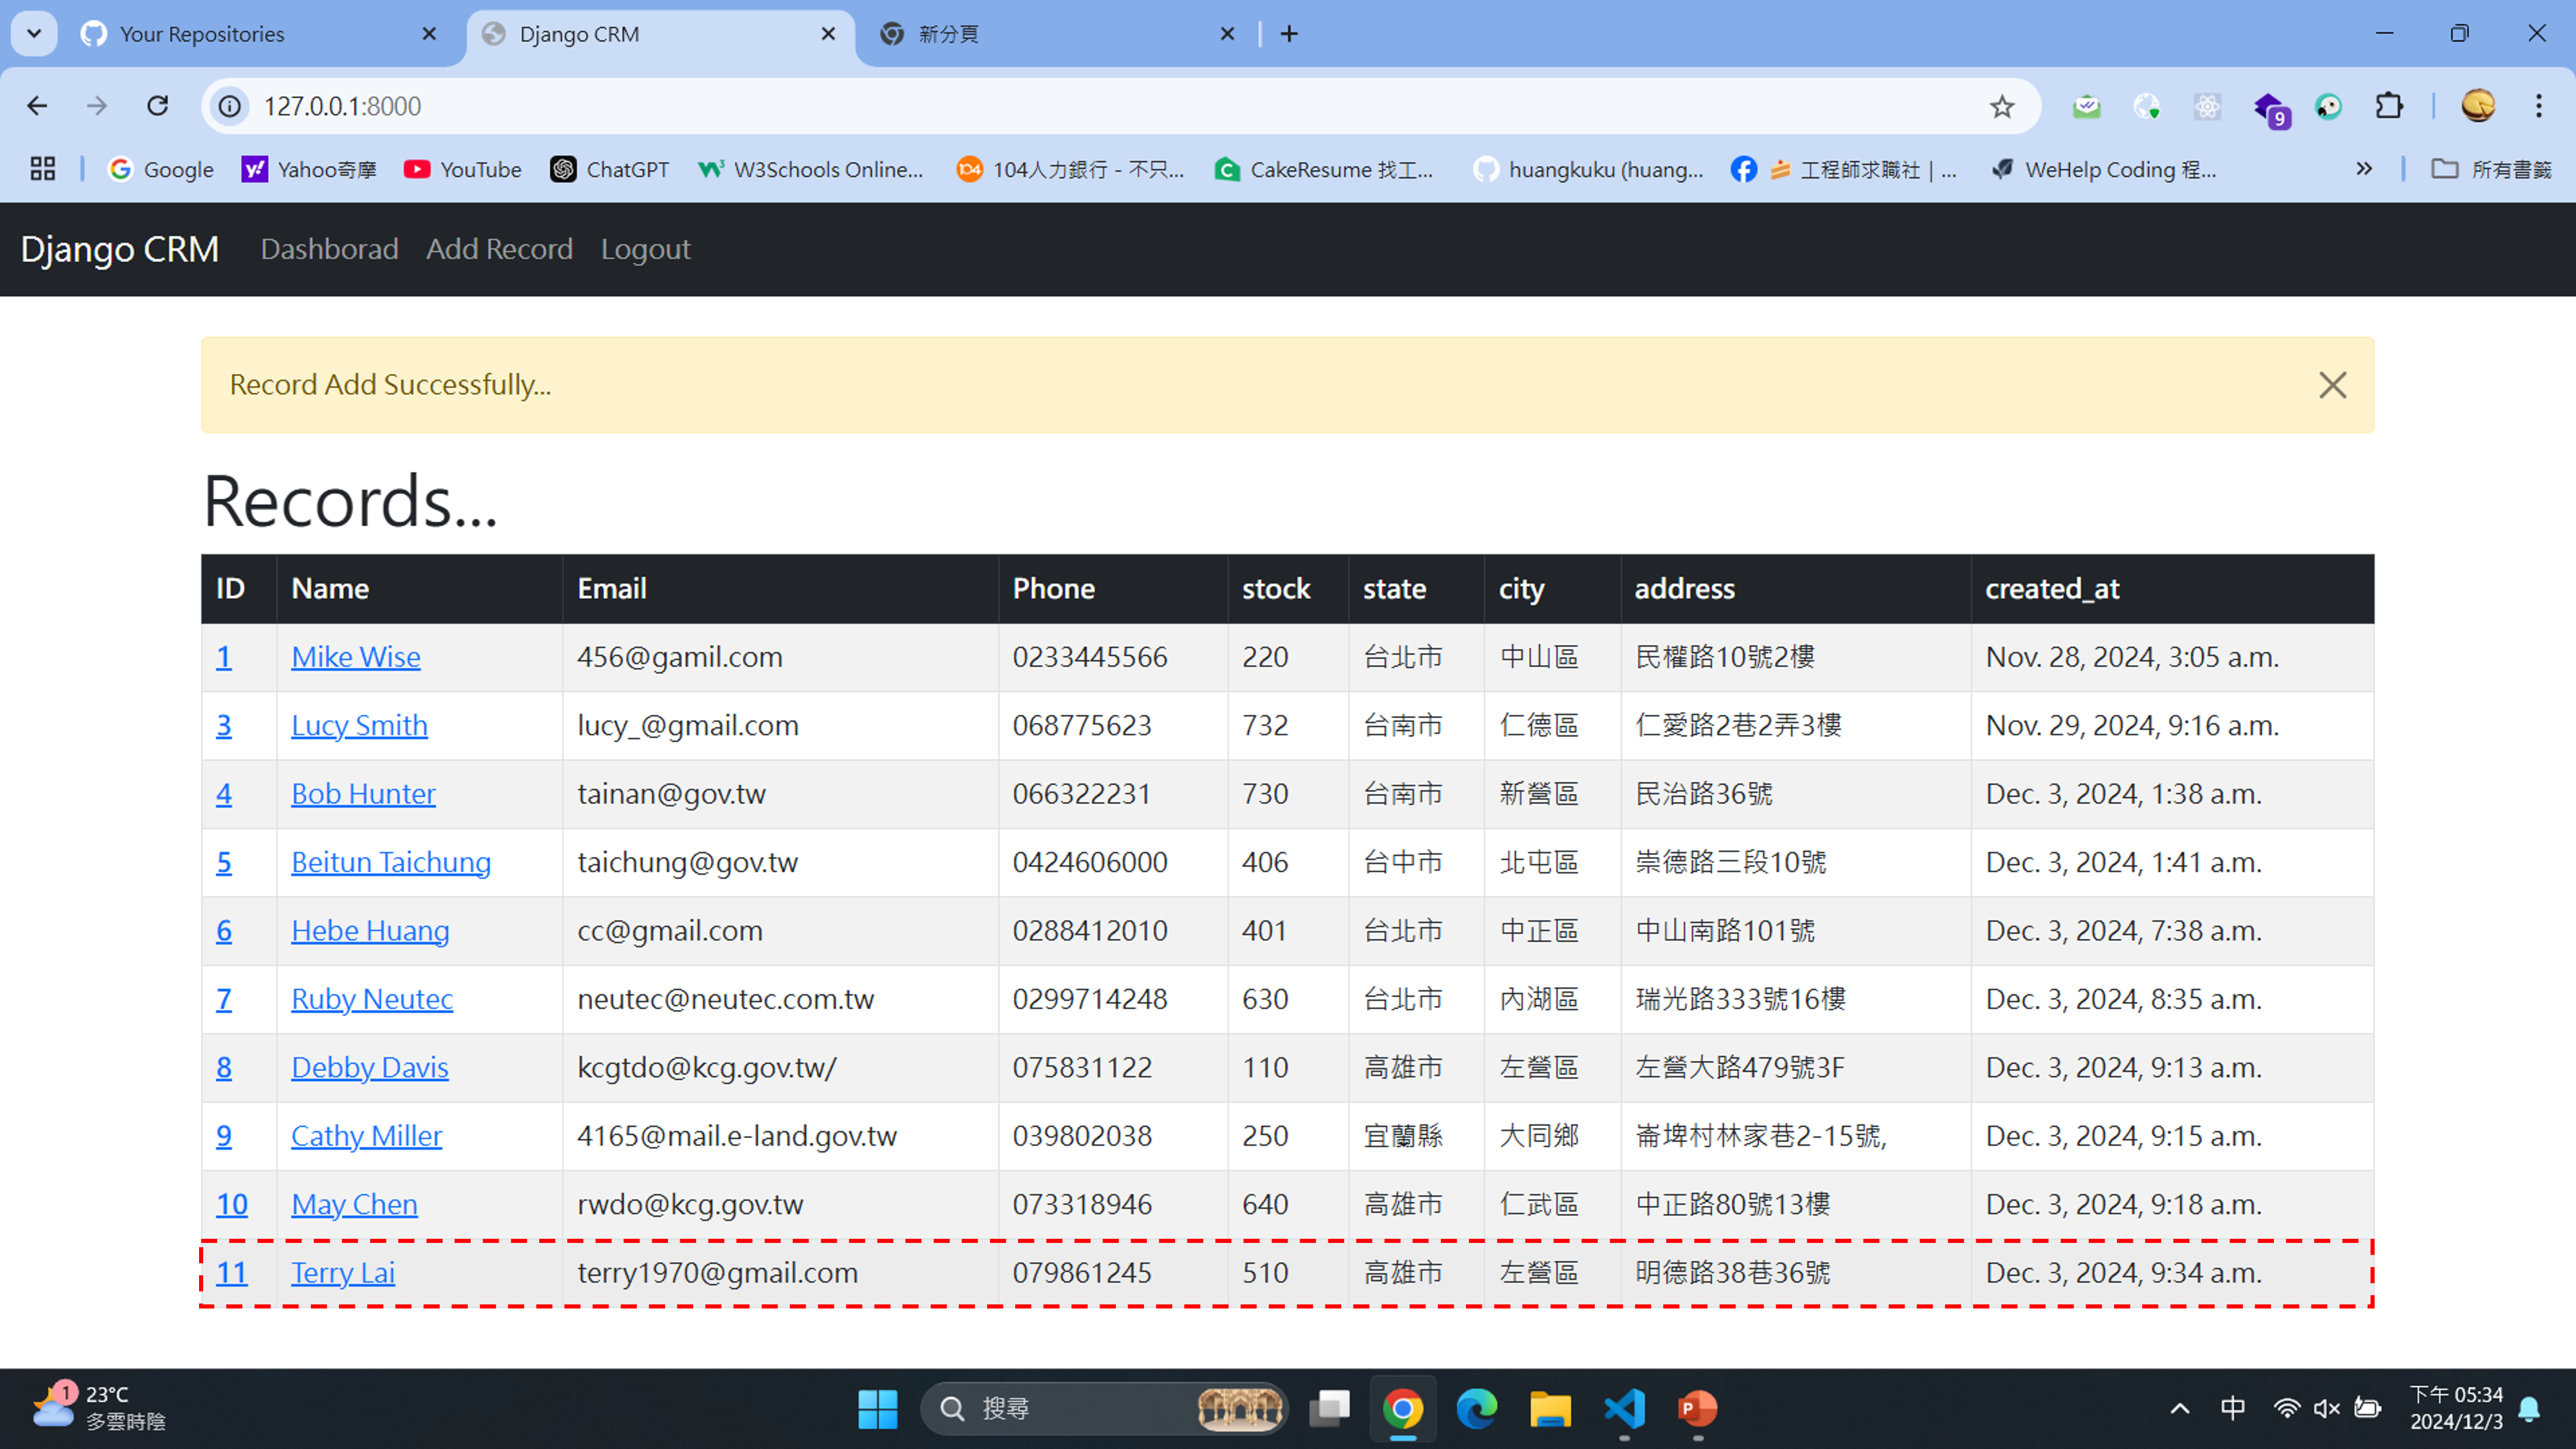 Your Repositories
Django CRM
新分頁
127.0.0.1:8000
9
Google
Yahoo奇摩
YouTube
ChatGPT
W3Schools Online...
104人力銀行 - 不只...
CakeResume 找工...
huangkuku (huang...
工程師求職社 | ...
WeHelp Coding 程...
所有書籤
Django CRM Dashborad Add Record Logout
Record Add Successfully...
Records...
ID Name Email Phone stock state city address created_at
1 Mike Wise 456@gamil.com 0233445566 220 台北市 中山區 民權路10號2樓 Nov. 28, 2024, 3:05 a.m.
3 Lucy Smith lucy_@gmail.com 068775623 732 台南市 仁德區 仁愛路2巷2弄3樓 Nov. 29, 2024, 9:16 a.m.
4 Bob Hunter tainan@gov.tw 066322231 730 台南市 新營區 民治路36號 Dec. 3, 2024, 1:38 a.m.
5 Beitun Taichung taichung@gov.tw 0424606000 406 台中市 北屯區 崇德路三段10號 Dec. 3, 2024, 1:41 a.m.
6 Hebe Huang cc@gmail.com 0288412010 401 台北市 中正區 中山南路101號 Dec. 3, 2024, 7:38 a.m.
7 Ruby Neutec neutec@neutec.com.tw 0299714248 630 台北市 內湖區 瑞光路333號16樓 Dec. 3, 2024, 8:35 a.m.
8 Debby Davis kcgtdo@kcg.gov.tw/ 075831122 110 高雄市 左營區 左營大路479號3F Dec. 3, 2024, 9:13 a.m.
9 Cathy Miller 4165@mail.e-land.gov.tw 039802038 250 宜蘭縣 大同鄉 崙埤村林家巷2-15號, Dec. 3, 2024, 9:15 a.m.
10 May Chen rwdo@kcg.gov.tw 073318946 640 高雄市 仁武區 中正路80號13樓 Dec. 3, 2024, 9:18 a.m.
11 Terry Lai terry1970@gmail.com 079861245 510 高雄市 左營區 明德路38巷36號 Dec. 3, 2024, 9:34 a.m.
1
23°C
多雲時陰
搜尋
中
下午 05:34
2024/12/3